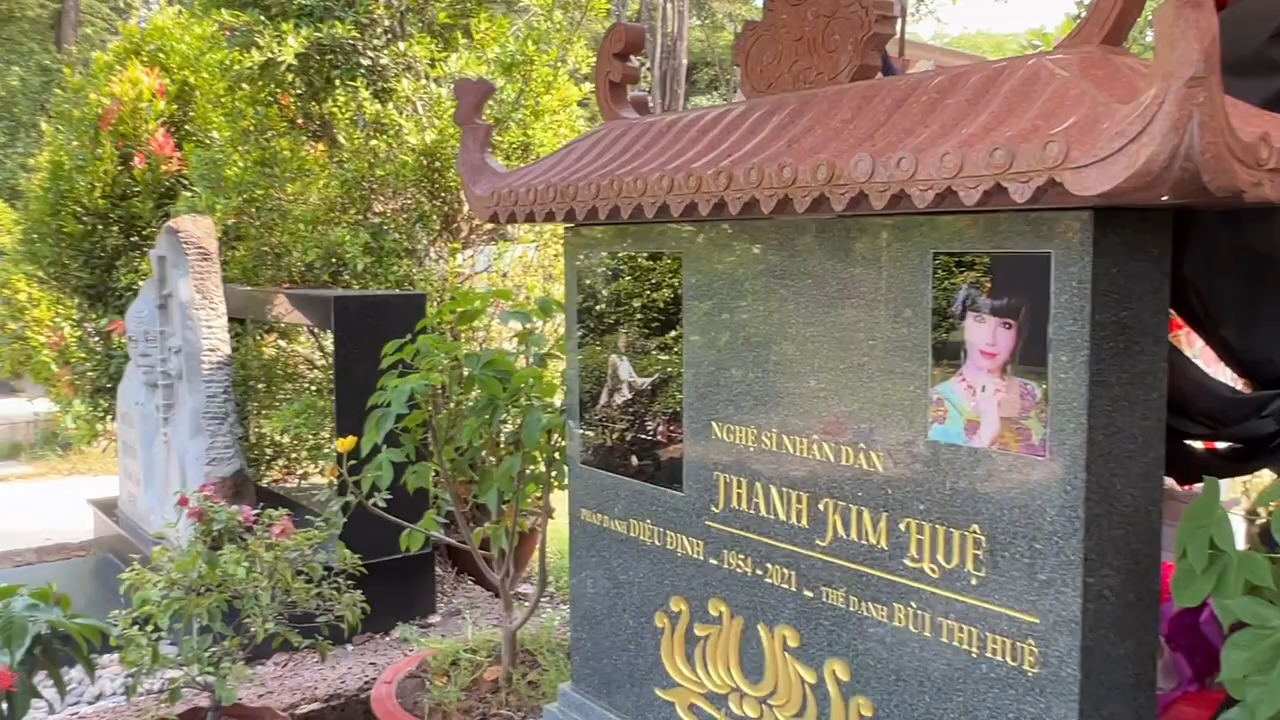 NGHỆ SĨ NHÂN DÂN
THANH KIM HUỆ
PHÁP DANH DIỆU ĐỊNH - 1954 - 2021 - THẾ DANH BÙI THỊ HUỆ